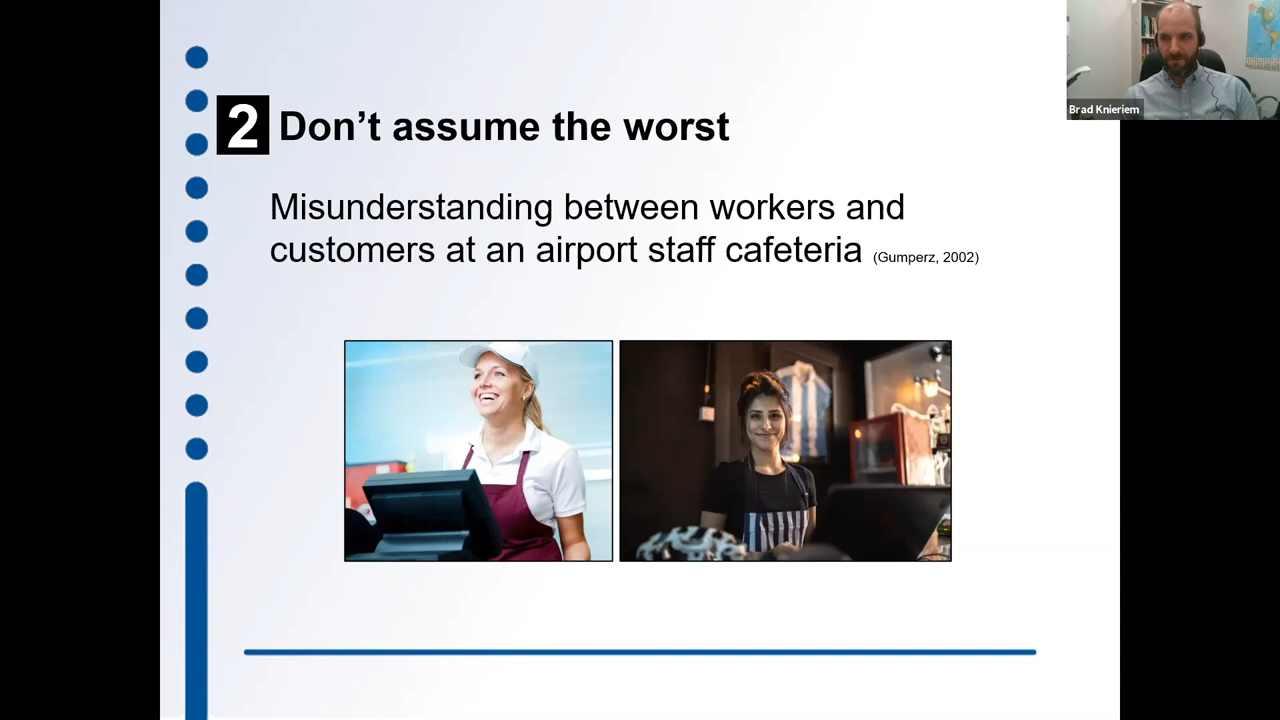 2 Don’t assume the worst
Misunderstanding between workers and
customers at an airport staff cafeteria (Gumperz, 2002)
Brad Knieriem